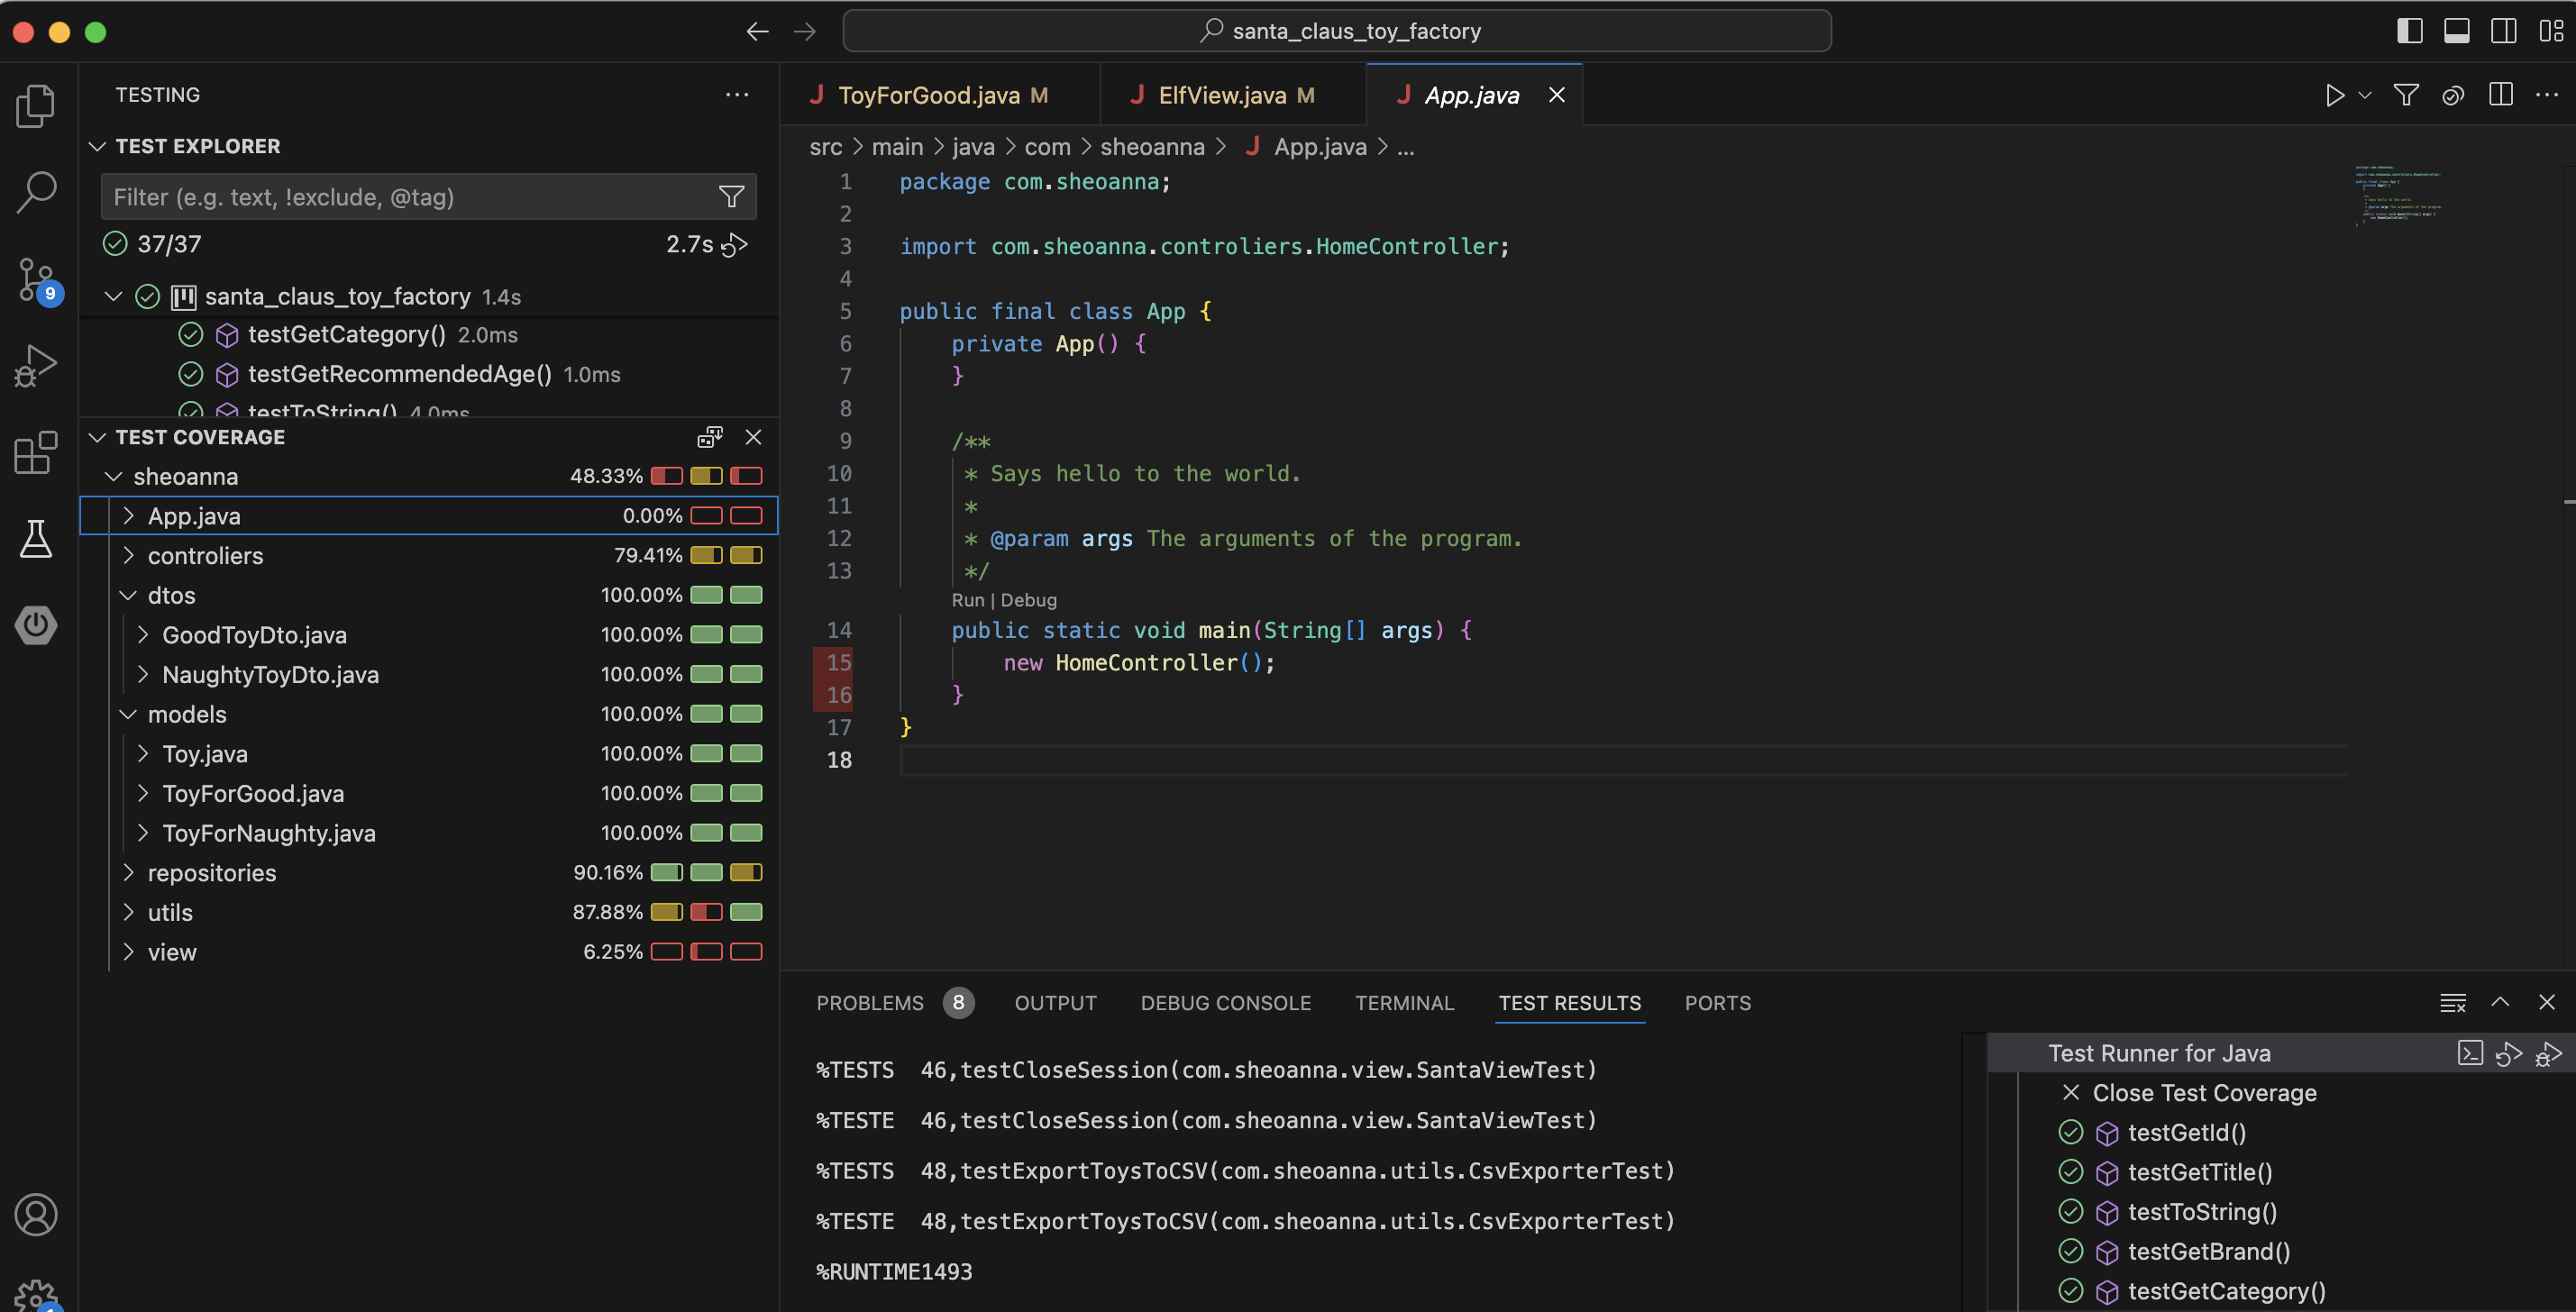 santa_claus_toy_factory
TESTING
TEST EXPLORER
Filter (e.g. text, !exclude, @tag)
37/37 2.7s
santa_claus_toy_factory 1.4s
testGetCategory() 2.0ms
testGetRecommendedAge() 1.0ms
testToString() 4.0ms
9
TEST COVERAGE
sheoanna 48.33%
App.java 0.00%
controliers 79.41%
dtos 100.00%
GoodToyDto.java 100.00%
NaughtyToyDto.java 100.00%
models 100.00%
Toy.java 100.00%
ToyForGood.java 100.00%
ToyForNaughty.java 100.00%
repositories 90.16%
utils 87.88%
view 6.25%
J ToyForGood.java M J ElfView.java M J App.java
src > main > java > com > sheoanna > J App.java > ...
1 package com.sheoanna;
2
3 import com.sheoanna.controliers.HomeController;
4
5 public final class App {
6 private App() {
7 }
8
9 /**
10 * Says hello to the world.
11 *
12 * @param args The arguments of the program.
13 */
Run | Debug
14 public static void main(String[] args) {
15 new HomeController();
16 }
17 }
18
PROBLEMS 8 OUTPUT DEBUG CONSOLE TERMINAL TEST RESULTS PORTS
%TESTS 46,testCloseSession(com.sheoanna.view.SantaViewTest)
%TESTE 46,testCloseSession(com.sheoanna.view.SantaViewTest)
%TESTS 48,testExportToysToCSV(com.sheoanna.utils.CsvExporterTest)
%TESTE 48,testExportToysToCSV(com.sheoanna.utils.CsvExporterTest)
%RUNTIME1493
Test Runner for Java
Close Test Coverage
testGetId()
testGetTitle()
testToString()
testGetBrand()
testGetCategory()